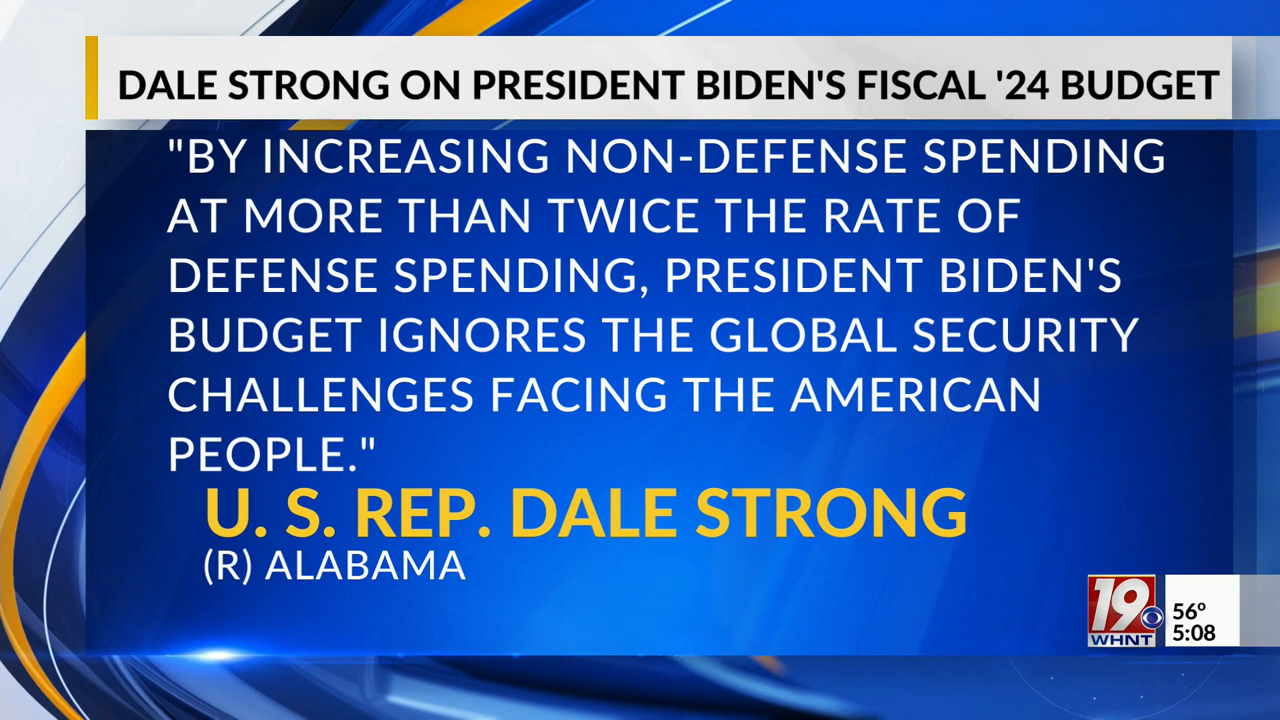 DALE STRONG ON PRESIDENT BIDEN'S FISCAL '24 BUDGET
"BY INCREASING NON-DEFENSE SPENDING
AT MORE THAN TWICE THE RATE OF
DEFENSE SPENDING, PRESIDENT BIDEN'S
BUDGET IGNORES THE GLOBAL SECURITY
CHALLENGES FACING THE AMERICAN
PEOPLE."
U. S. REP. DALE STRONG
(R) ALABAMA
19
WHNT
56º
5:08